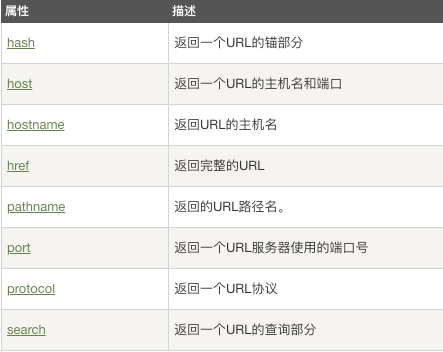 属性 描述
hash 返回一个URL的锚部分
host 返回一个URL的主机名和端口
hostname 返回URL的主机名
href 返回完整的URL
pathname 返回的URL路径名。
port 返回一个URL服务器使用的端口号
protocol 返回一个URL协议
search 返回一个URL的查询部分